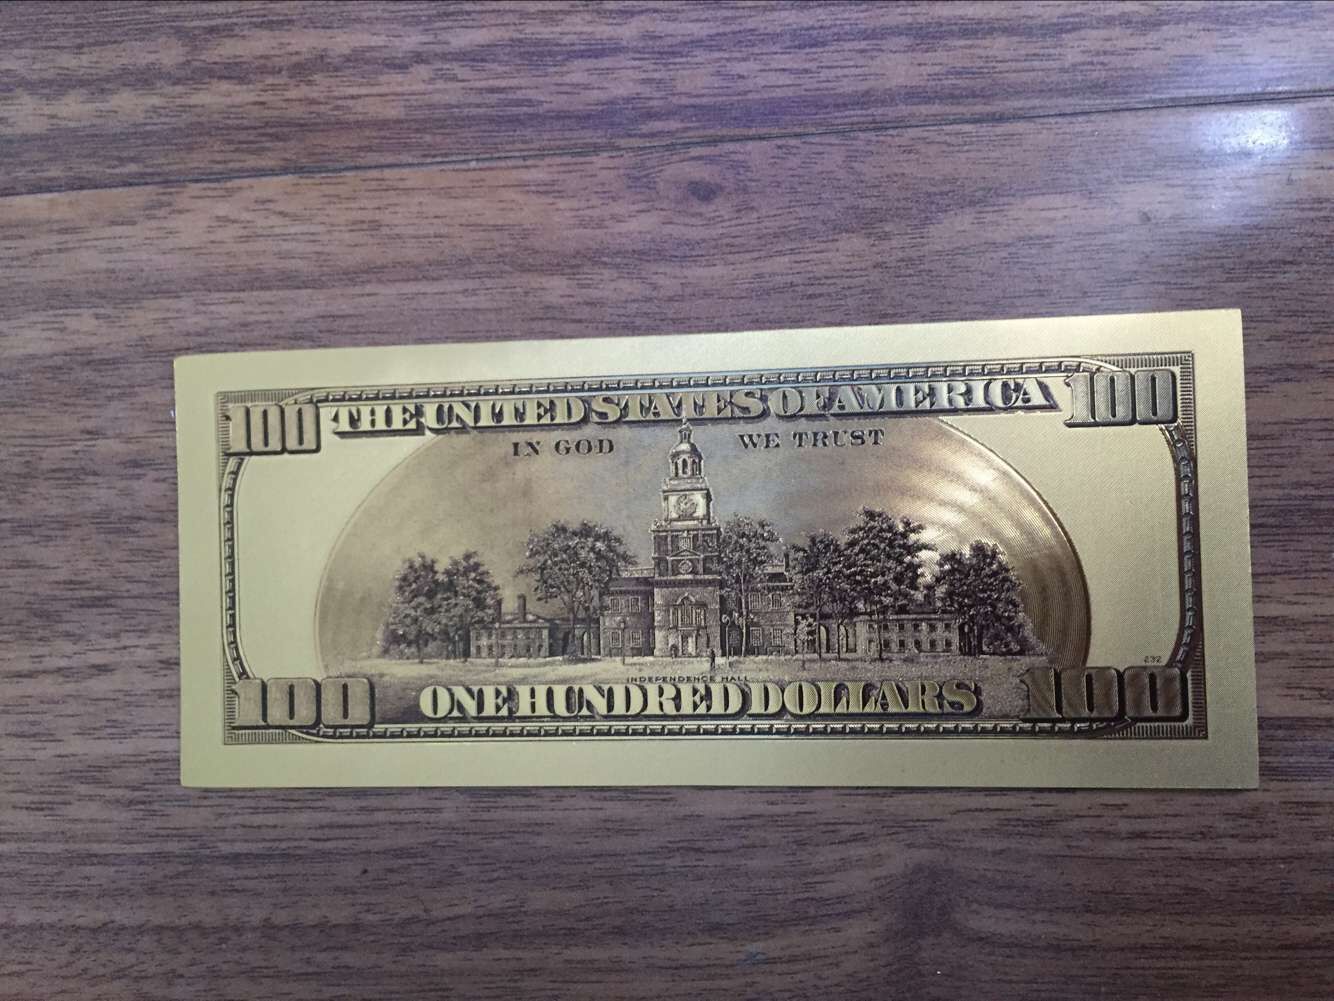 100 THE UNITED STATES OF AMERICA 100
IN GOD WE TRUST
INDEPENDENCE HALL
100 ONE HUNDRED DOLLARS 100